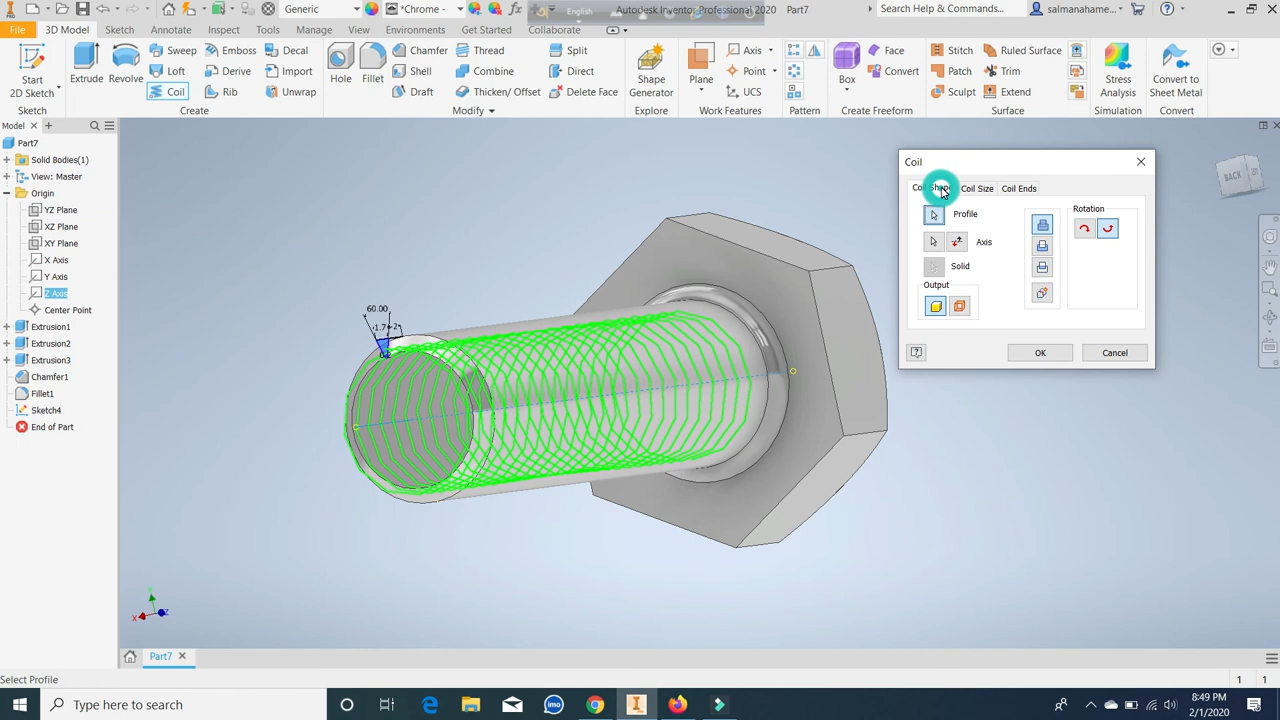 Generic
*Chrome
English
Autodesk Inventor Professional 2020 Part7
Search Help & Commands...
salmanahame...
File
3D Model
Sketch
Annotate
Inspect
Tools
Manage
View
Environments
Get Started
Collaborate
Start
2D Sketch
Sketch
Extrude
Revolve
Sweep
Loft
Coil
Emboss
Derive
Rib
Decal
Import
Unwrap
Create
Hole
Fillet
Chamfer
Shell
Draft
Thread
Combine
Thicken/ Offset
Split
Direct
Delete Face
Modify
Shape
Generator
Explore
Plane
Axis
Point
UCS
Work Features
Pattern
Box
Face
Convert
Create Freeform
Stitch
Patch
Sculpt
Ruled Surface
Trim
Extend
Surface
Stress
Analysis
Simulation
Convert to
Sheet Metal
Convert
Model
Part7
Solid Bodies(1)
View: Master
Origin
YZ Plane
XZ Plane
XY Plane
X Axis
Y Axis
Z Axis
Center Point
Extrusion1
Extrusion2
Extrusion3
Chamfer1
Fillet1
Sketch4
End of Part
60.00
BACK
Coil
Coil Shape
Coil Size
Coil Ends
Profile
Axis
Solid
Output
Rotation
OK
Cancel
X
Z
Part7
Select Profile
1
1
Type here to search
imo
8:49 PM
2/1/2020